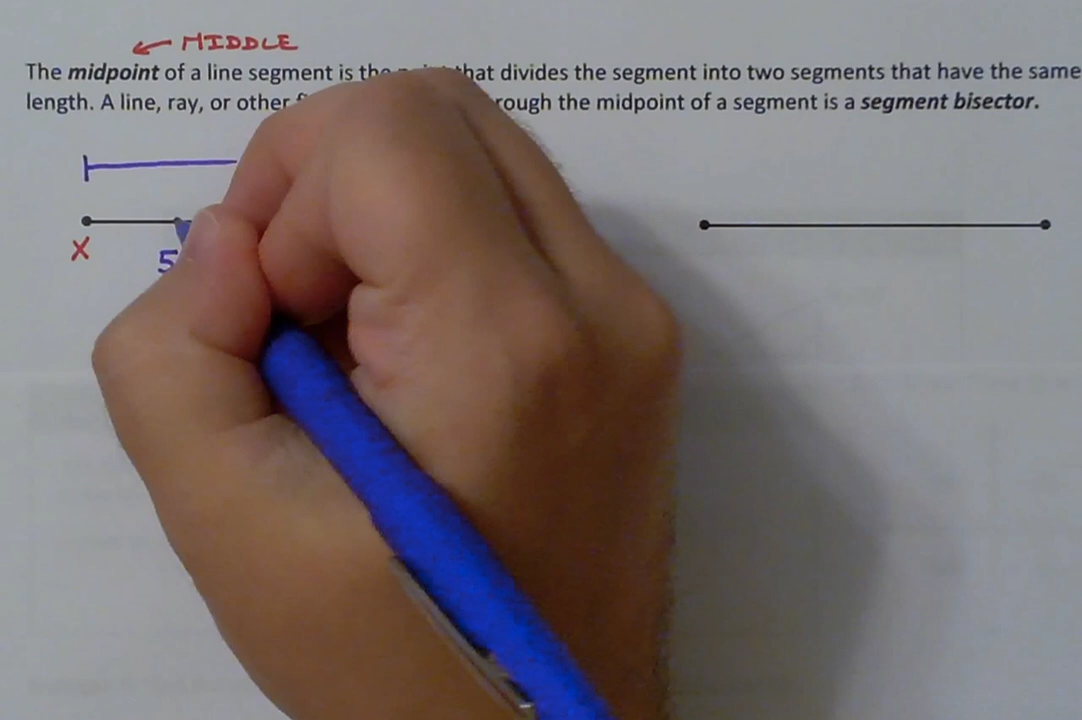 ← MIDDLE
The midpoint of a line segment is the that divides the segment into two segments that have the same
length. A line, ray, or other the midpoint of a segment is a segment bisector.
X
5